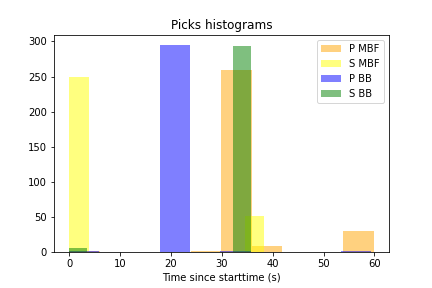 Picks histograms
300
250
200
150
100
50
0
P MBF
S MBF
P BB
S BB
0 10 20 30 40 50 60
Time since starttime (s)